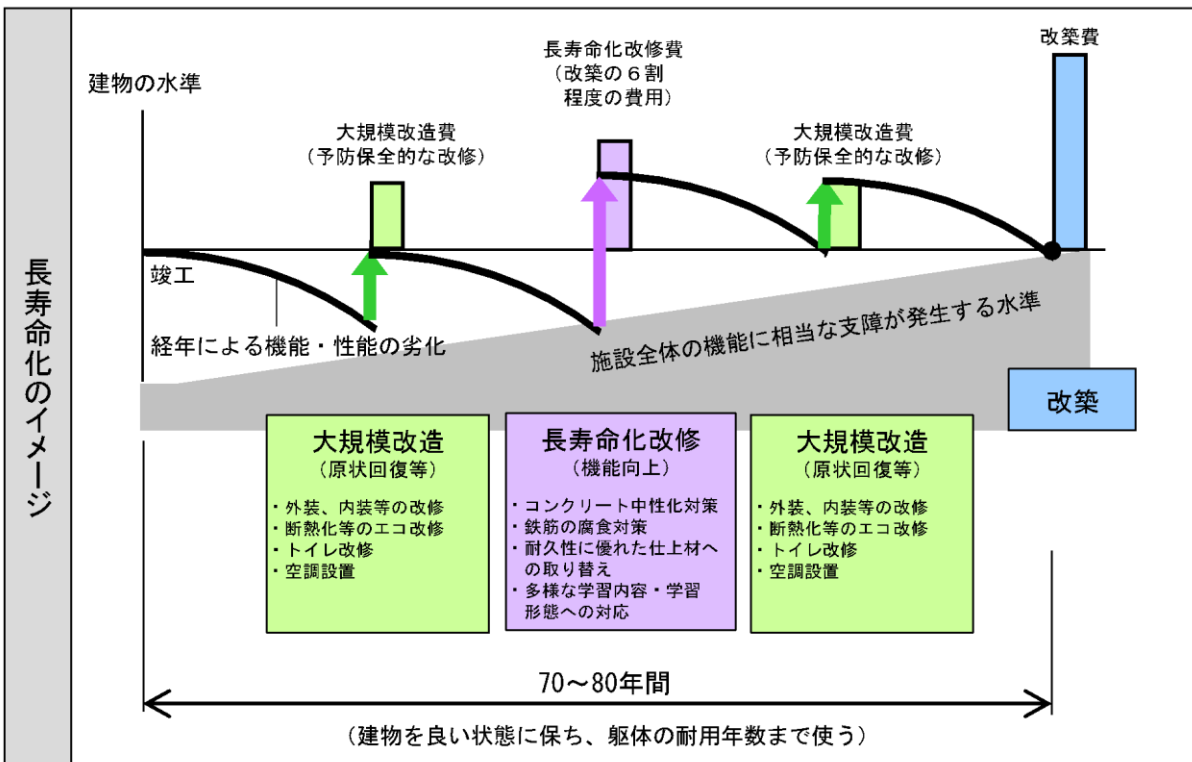 長寿命化のイメージ
建物の水準
大規模改造費
（予防保全的な改修）
長寿命化改修費
（改築の６割
程度の費用）
大規模改造費
（予防保全的な改修）
改築費
竣工
経年による機能・性能の劣化
施設全体の機能に相当な支障が発生する水準
大規模改造
（原状回復等）
・外装、内装等の改修
・断熱化等のエコ改修
・トイレ改修
・空調設置
長寿命化改修
（機能向上）
・コンクリート中性化対策
・鉄筋の腐食対策
・耐久性に優れた仕上材へ
の取り替え
・多様な学習内容・学習
形態への対応
大規模改造
（原状回復等）
・外装、内装等の改修
・断熱化等のエコ改修
・トイレ改修
・空調設置
改築
70～80年間
（建物を良い状態に保ち、躯体の耐用年数まで使う）